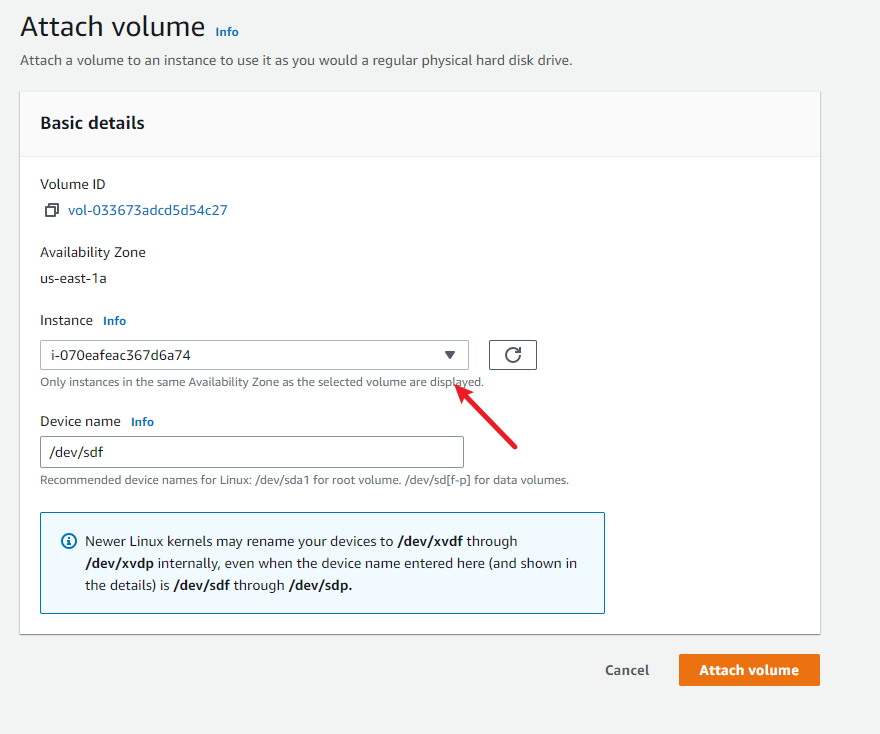 Attach volume Info
Attach a volume to an instance to use it as you would a regular physical hard disk drive.
Basic details
Volume ID
vol-033673adcd5d54c27
Availability Zone
us-east-1a
Instance Info
i-070eafeac367d6a74
Only instances in the same Availability Zone as the selected volume are displayed.
Device name Info
/dev/sdf
Recommended device names for Linux: /dev/sda1 for root volume. /dev/sd[f-p] for data volumes.
Newer Linux kernels may rename your devices to /dev/xvdf through
/dev/xvdp internally, even when the device name entered here (and shown in
the details) is /dev/sdf through /dev/sdp.
Cancel
Attach volume